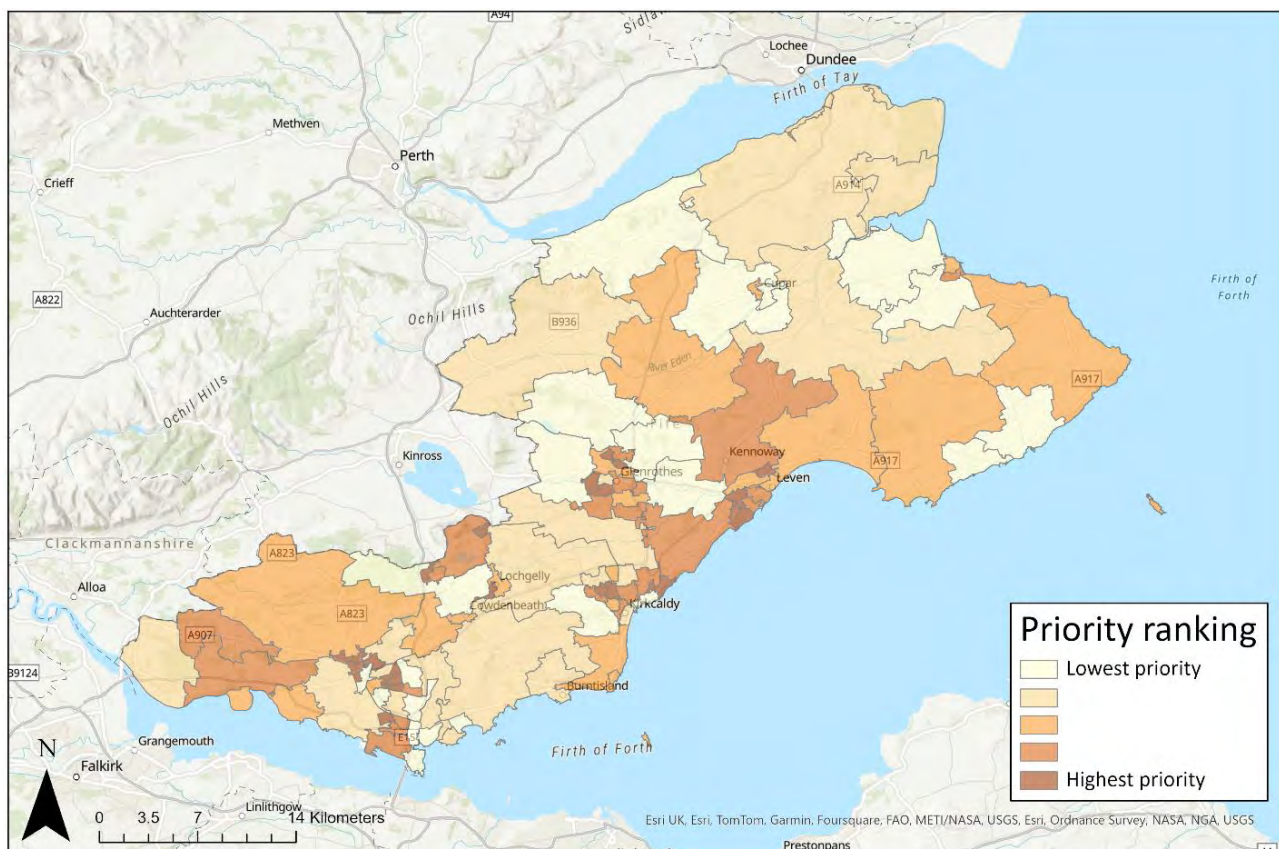 A94
Sidla
Lochee
Dundee
Firth of Tay
Methven
Perth
Crieff
A914
Cupar
Firth of
Forth
A822
Auchterarder
Ochil Hills
B936
River Eden
A917
Ochil Hills
Kennoway
Kinross
Glenrothes
A917
Leven
Clackmannanshire
A823
Lochgelly
Alloa
A823
Cowdenbeath
Kirkcaldy
A907
B9124
Burntisland
Grangemouth
Firth of Forth
N
Falkirk
Linlithgow
0 3.5 7 14 Kilometers
Priority ranking
Lowest priority
Highest priority
Esri UK, Esri, TomTom, Garmin, Foursquare, FAO, METI/NASA, USGS, Esri, Ordnance Survey, NASA, NGA, USGS
Prestonpans